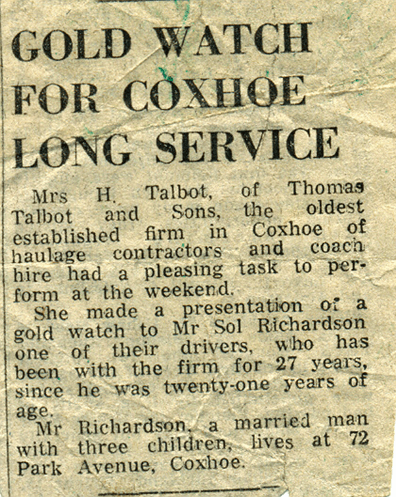 GOLD WATCH
FOR COXHOE
LONG SERVICE
Mrs H. Talbot, of Thomas
Talbot and Sons, the oldest
established firm in Coxhoe of
haulage contractors and coach
hire had a pleasing task to per-
form at the weekend.
She made a presentation of a
gold watch to Mr Sol Richardson
one of their drivers, who has
been with the firm for 27 years,
since he was twenty-one years of
age.
Mr Richardson, a married man
with three children, lives at 72
Park Avenue, Coxhoe.